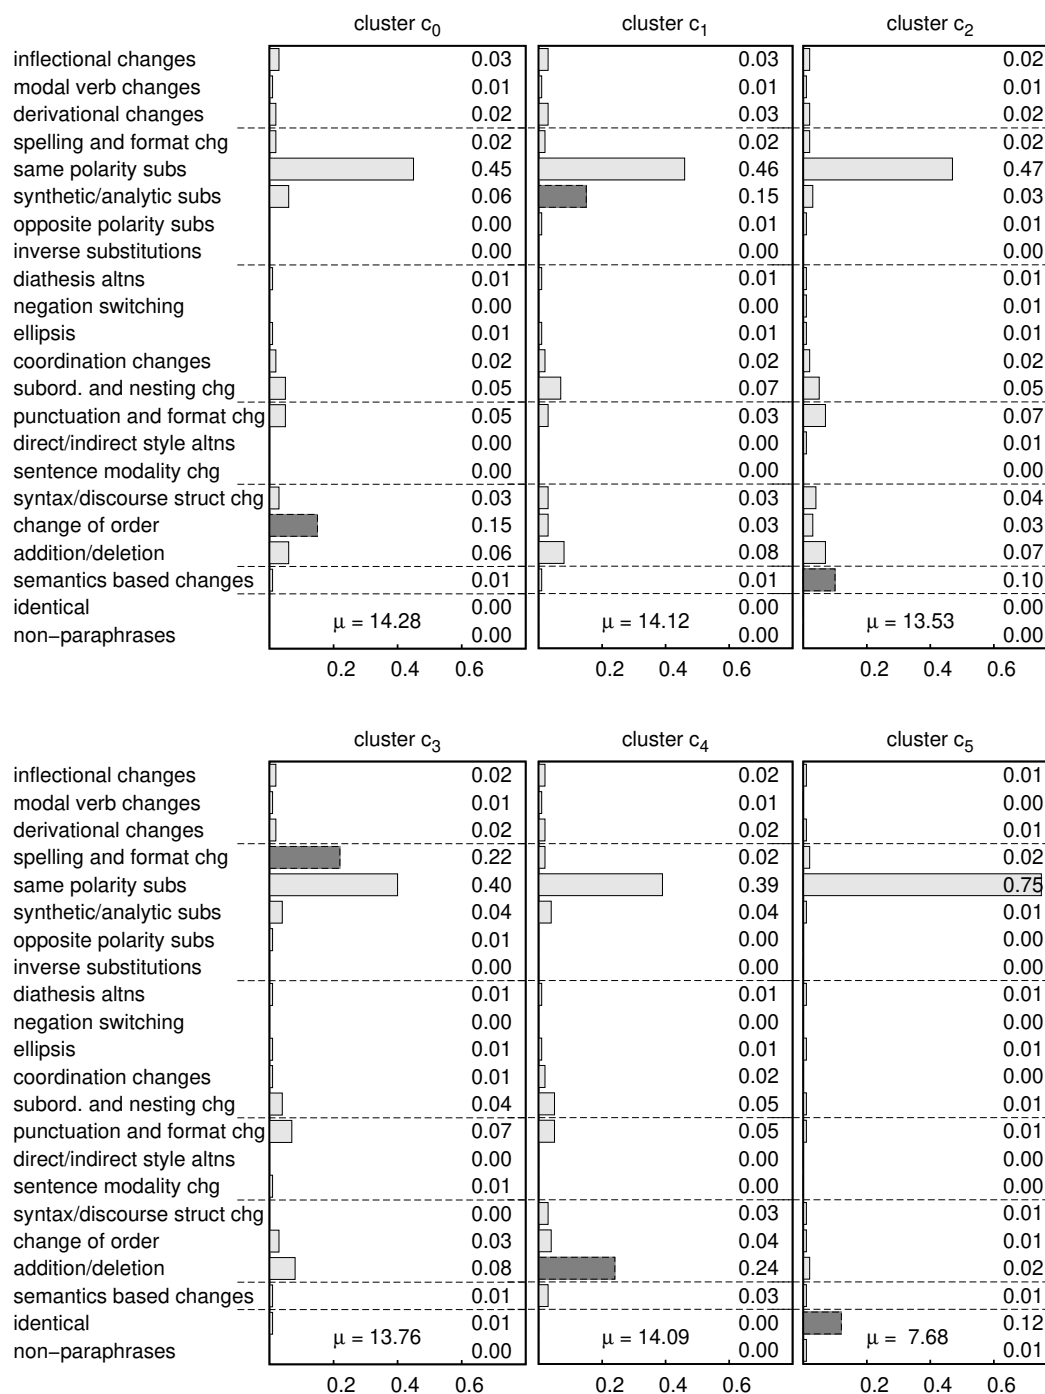 cluster c0 cluster c1 cluster c2
inflectional changes 0.03 0.03 0.02
modal verb changes 0.01 0.01 0.01
derivational changes 0.02 0.03 0.02
spelling and format chg 0.02 0.02 0.02
same polarity subs 0.45 0.46 0.47
synthetic/analytic subs 0.06 0.15 0.03
opposite polarity subs 0.00 0.01 0.01
inverse substitutions 0.00 0.00 0.00
diathesis altns 0.01 0.01 0.01
negation switching 0.00 0.00 0.01
ellipsis 0.01 0.01 0.01
coordination changes 0.02 0.02 0.02
subord. and nesting chg 0.05 0.07 0.05
punctuation and format chg 0.05 0.03 0.07
direct/indirect style altns 0.00 0.00 0.01
sentence modality chg 0.00 0.00 0.00
syntax/discourse struct chg 0.03 0.03 0.04
change of order 0.15 0.03 0.03
addition/deletion 0.06 0.08 0.07
semantics based changes 0.01 0.01 0.10
identical 0.00 0.00 0.00
μ = 14.28 μ = 14.12 μ = 13.53
non−paraphrases 0.00 0.00 0.00
0.2 0.4 0.6 0.2 0.4 0.6 0.2 0.4 0.6
cluster c3 cluster c4 cluster c5
inflectional changes 0.02 0.02 0.01
modal verb changes 0.01 0.01 0.00
derivational changes 0.02 0.02 0.01
spelling and format chg 0.22 0.02 0.02
same polarity subs 0.40 0.39 0.75
synthetic/analytic subs 0.04 0.04 0.01
opposite polarity subs 0.01 0.00 0.00
inverse substitutions 0.00 0.00 0.00
diathesis altns 0.01 0.01 0.01
negation switching 0.00 0.00 0.00
ellipsis 0.01 0.01 0.01
coordination changes 0.01 0.02 0.00
subord. and nesting chg 0.04 0.05 0.01
punctuation and format chg 0.07 0.05 0.01
direct/indirect style altns 0.00 0.00 0.00
sentence modality chg 0.01 0.00 0.00
syntax/discourse struct chg 0.00 0.03 0.01
change of order 0.03 0.04 0.01
addition/deletion 0.08 0.24 0.02
semantics based changes 0.01 0.03 0.01
identical 0.01 0.00 0.12
μ = 13.76 μ = 14.09 μ = 7.68
non−paraphrases 0.00 0.00 0.01
0.2 0.4 0.6 0.2 0.4 0.6 0.2 0.4 0.6